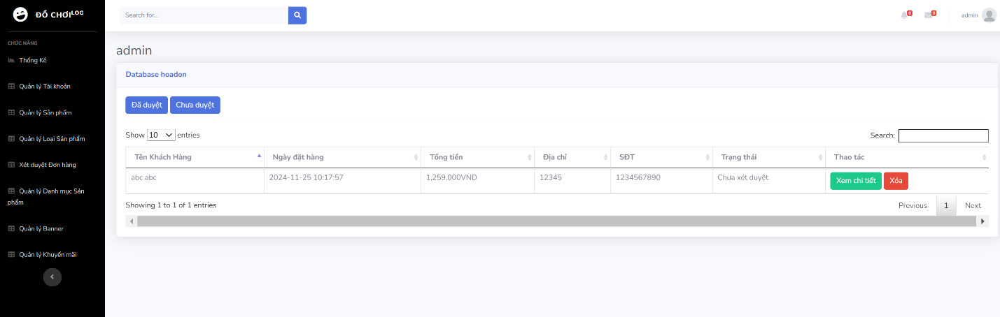 ĐỒ CHƠI LOG
Search for...
0
0
admin
CHỨC NĂNG
Thống Kê
Quản lý Tài khoản
Quản lý Sản phẩm
Quản lý Loại Sản phẩm
Xét duyệt Đơn hàng
Quản lý Danh mục Sản
phẩm
Quản lý Banner
Quản lý Khuyến mãi
admin
Database hoadon
Đã duyệt Chưa duyệt
Show 10 entries Search:
Tên Khách Hàng Ngày đặt hàng Tổng tiền Địa chỉ SĐT Trạng thái Thao tác
abc abc 2024-11-25 10:17:57 1,259,000VNĐ 12345 1234567890 Chưa xét duyệt Xem chi tiết Xóa
Showing 1 to 1 of 1 entries Previous 1 Next